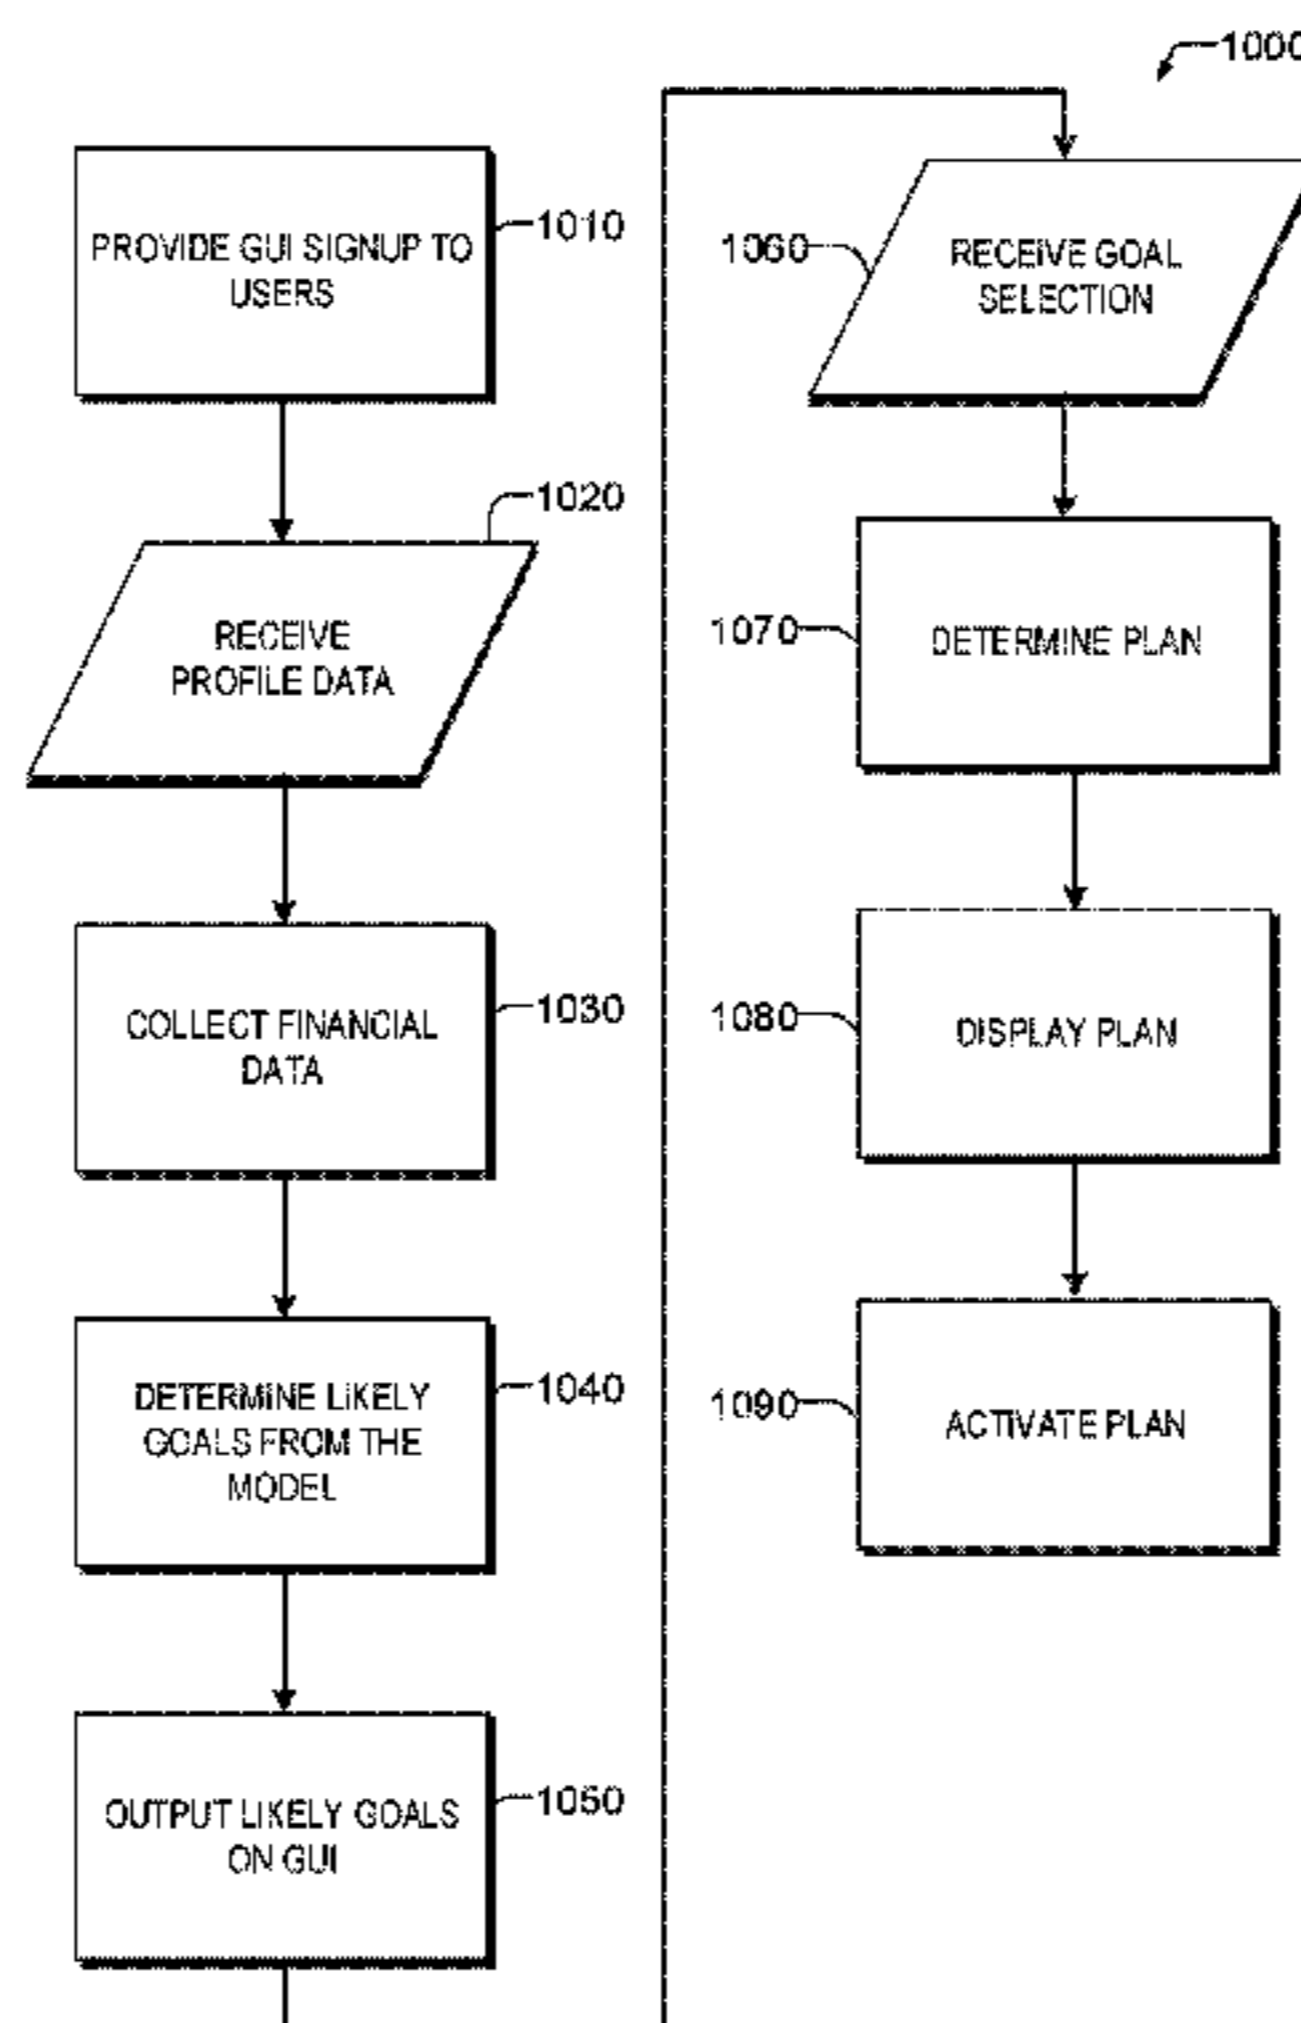 1000
PROVIDE GUI SIGNUP TO
USERS
1010
1020
RECEIVE
PROFILE DATA
COLLECT FINANCIAL
DATA
1030
DETERMINE LIKELY
GOALS FROM THE
MODEL
1040
OUTPUT LIKELY GOALS
ON GUI
1050
1060
RECEIVE GOAL
SELECTION
1070
DETERMINE PLAN
1080
DISPLAY PLAN
1090
ACTIVATE PLAN